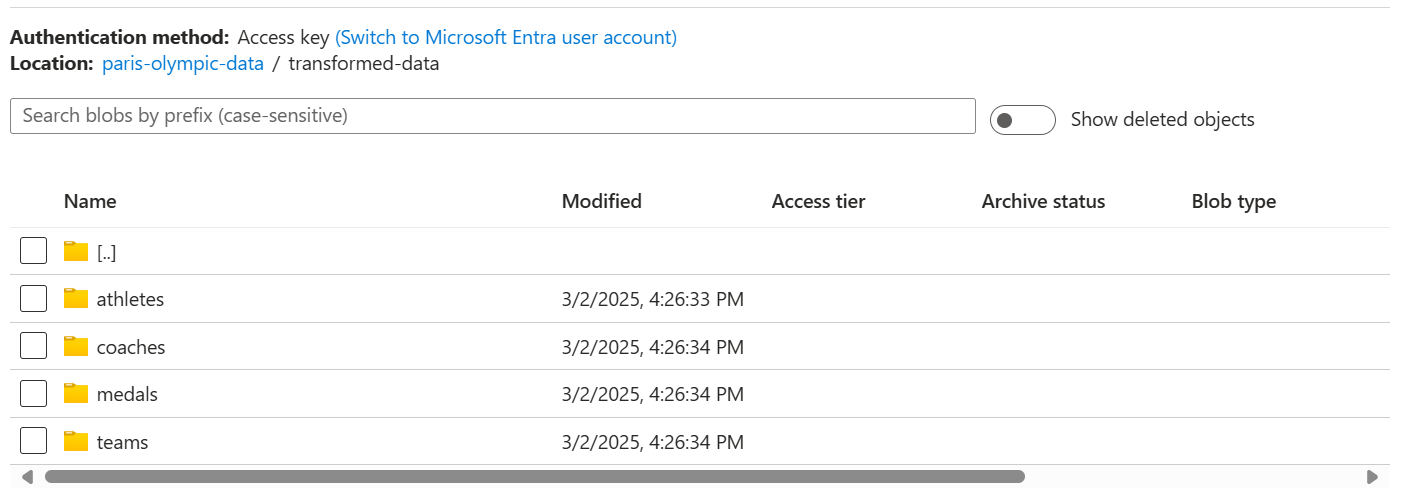 Authentication method: Access key (Switch to Microsoft Entra user account)
Location: paris-olympic-data / transformed-data
Search blobs by prefix (case-sensitive)
Show deleted objects
Name Modified Access tier Archive status Blob type
[..]
athletes 3/2/2025, 4:26:33 PM
coaches 3/2/2025, 4:26:34 PM
medals 3/2/2025, 4:26:34 PM
teams 3/2/2025, 4:26:34 PM